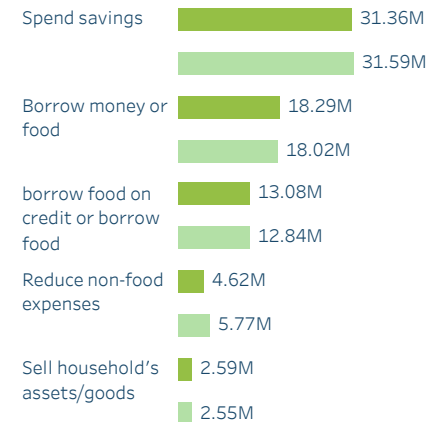 Spend savings
31.36M
31.59M
Borrow money or
food
18.29M
18.02M
borrow food on
credit or borrow
food
13.08M
12.84M
Reduce non-food
expenses
4.62M
5.77M
Sell household's
assets/goods
2.59M
2.55M